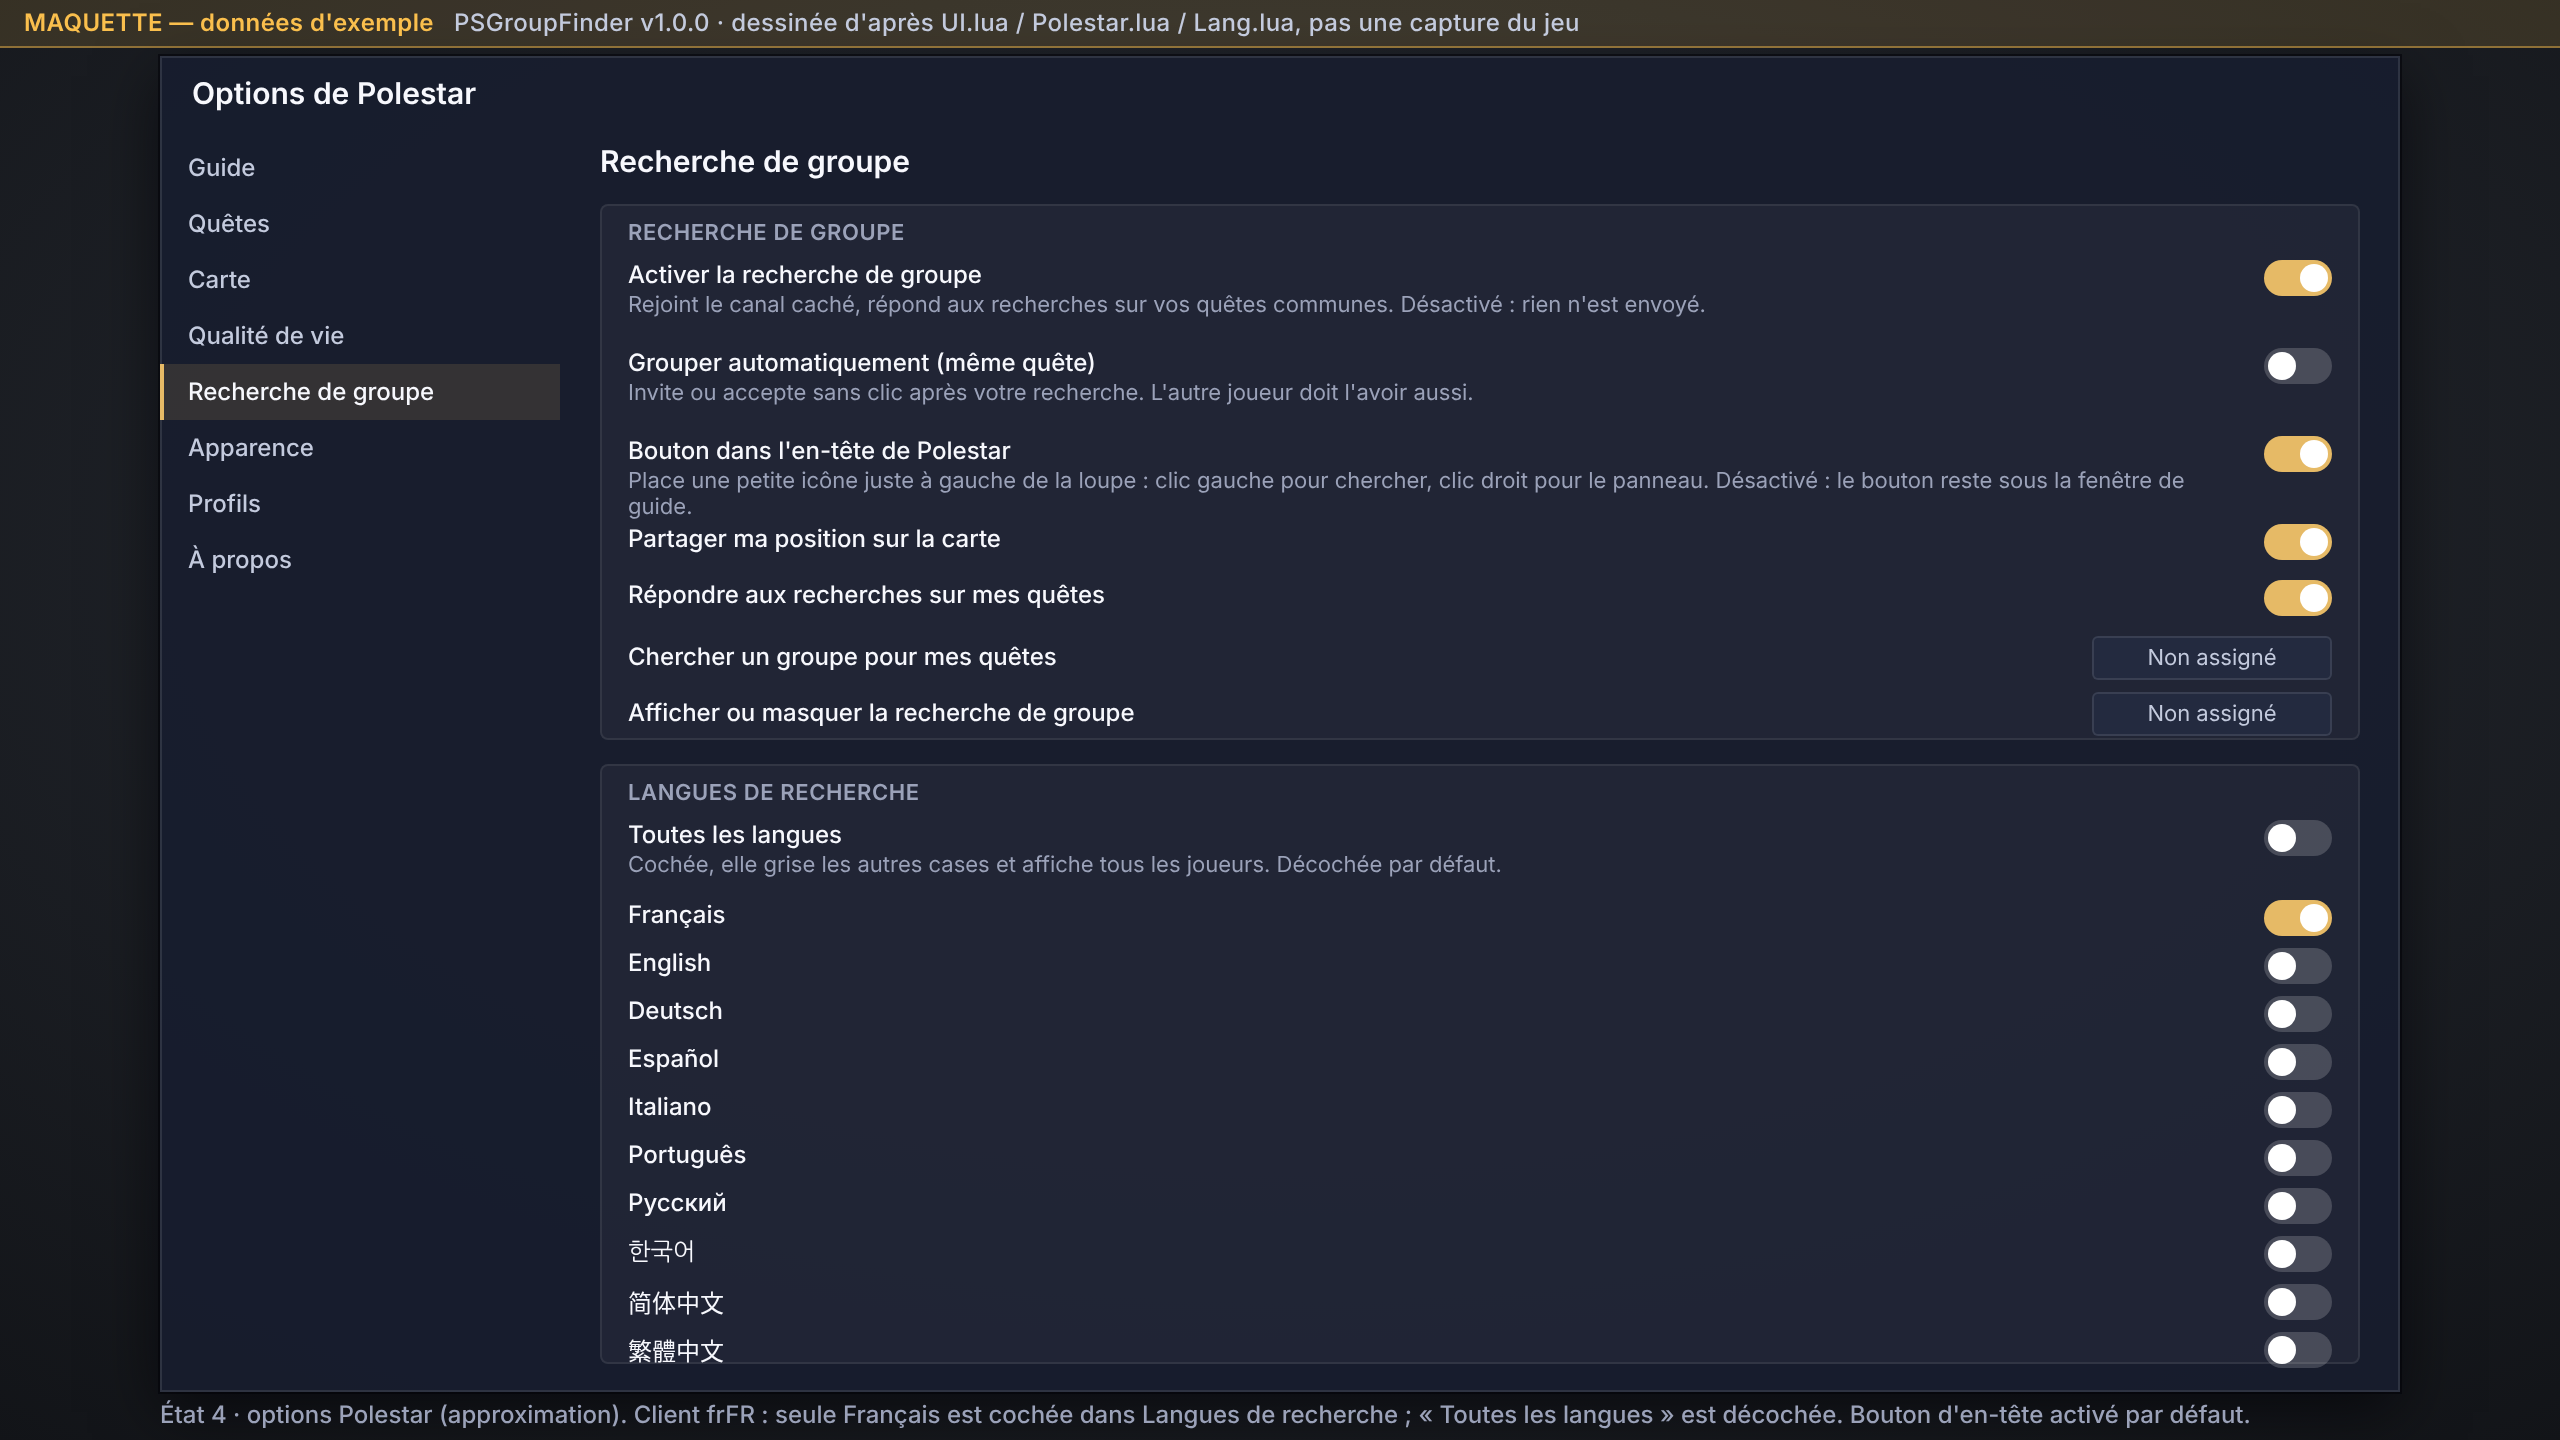 MAQUETTE — données d'exemple PSGroupFinder v1.0.0 · dessinée d'après UI.lua / Polestar.lua / Lang.lua, pas une capture du jeu
Options de Polestar
Guide
Quêtes
Carte
Qualité de vie
Recherche de groupe
Apparence
Profils
À propos
Recherche de groupe
RECHERCHE DE GROUPE
Activer la recherche de groupe
Rejoint le canal caché, répond aux recherches sur vos quêtes communes. Désactivé : rien n'est envoyé.
Grouper automatiquement (même quête)
Invite ou accepte sans clic après votre recherche. L'autre joueur doit l'avoir aussi.
Bouton dans l'en-tête de Polestar
Place une petite icône juste à gauche de la loupe : clic gauche pour chercher, clic droit pour le panneau. Désactivé : le bouton reste sous la fenêtre de
guide.
Partager ma position sur la carte
Répondre aux recherches sur mes quêtes
Chercher un groupe pour mes quêtes
Non assigné
Afficher ou masquer la recherche de groupe
Non assigné
LANGUES DE RECHERCHE
Toutes les langues
Cochée, elle grise les autres cases et affiche tous les joueurs. Décochée par défaut.
Français
English
Deutsch
Español
Italiano
Português
Русский
한국어
简体中文
繁體中文
État 4 · options Polestar (approximation). Client frFR : seule Français est cochée dans Langues de recherche ; « Toutes les langues » est décochée. Bouton d'en-tête activé par défaut.